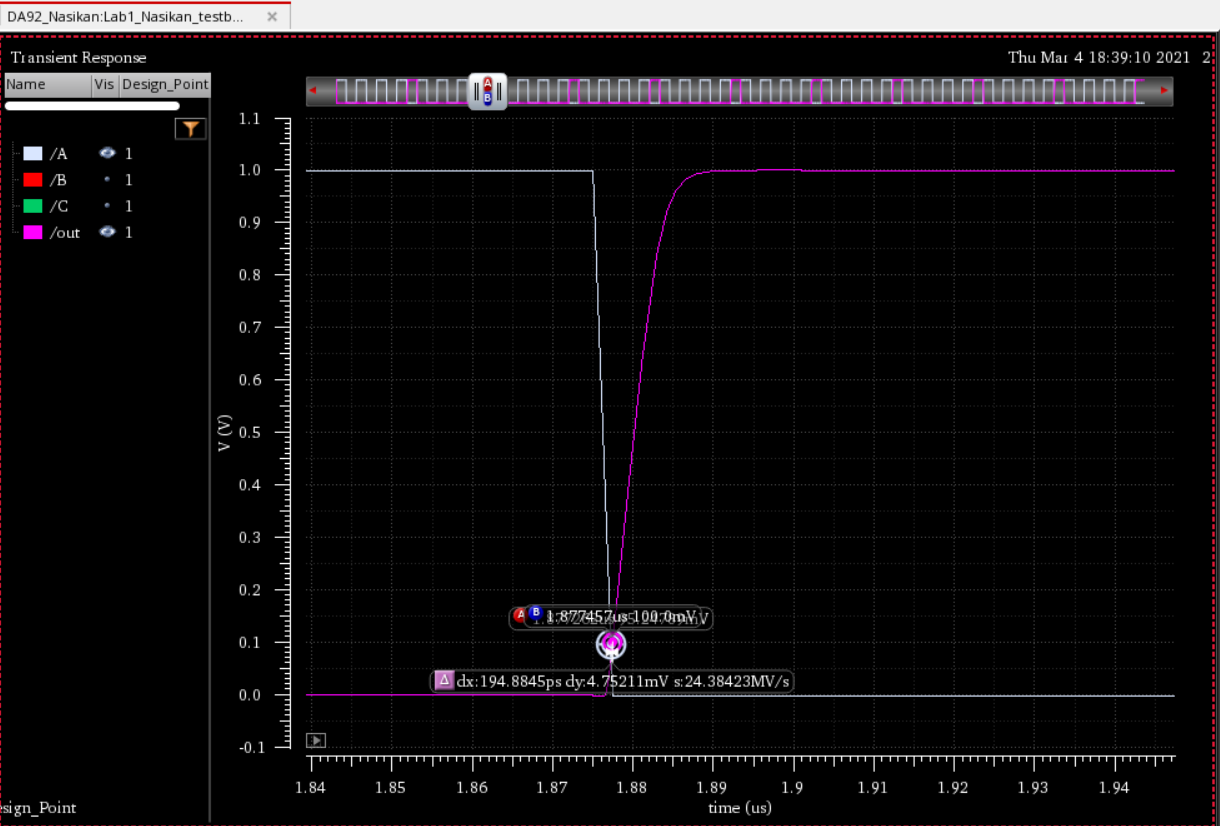 DA92_Nasikan:Lab1_Nasikan_testb...
Transient Response
Thu Mar 4 18:39:10 2021 2
Name Vis Design_Point
/A 1
/B 1
/C 1
/out 1
A
B
1.1
1.0
0.9
0.8
0.7
0.6
0.5
0.4
0.3
0.2
0.1
0.0
-0.1
V (V)
A B 1.877457us 100.0mV
Δ dx:194.8845ps dy:4.75211mV s:24.38423MV/s
1.84 1.85 1.86 1.87 1.88 1.89 1.9 1.91 1.92 1.93 1.94
time (us)
esign_Point